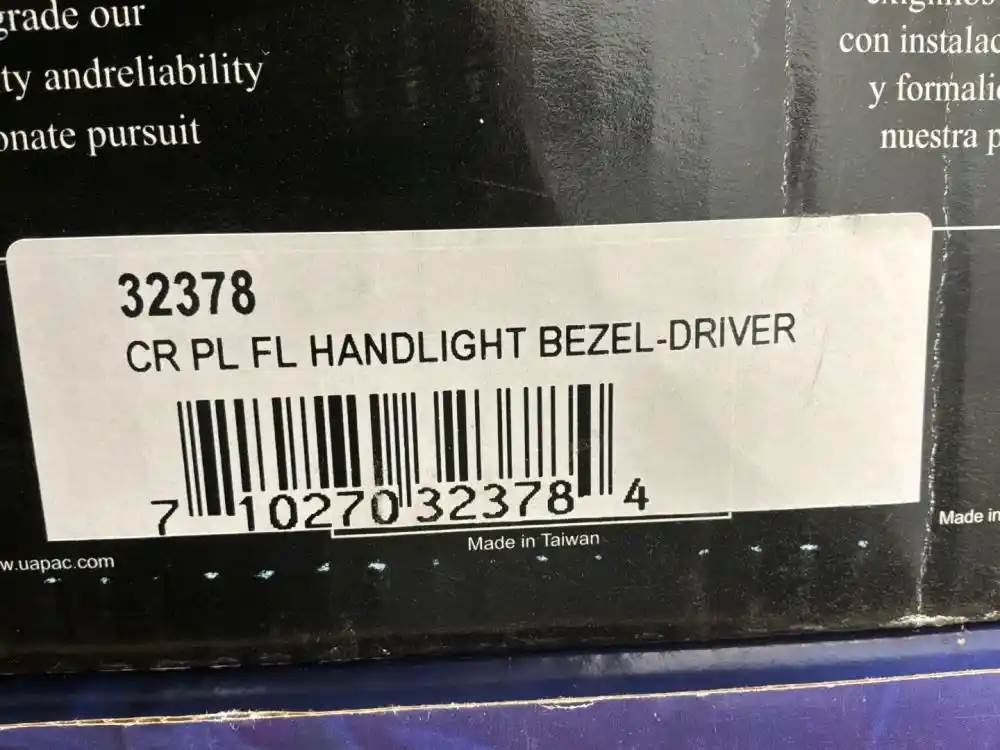 grade our
ty andreliability
onate pursuit
con instalac
y formali
nuestra p
32378
CR PL FL HANDLIGHT BEZEL-DRIVER
7 10270 32378 4
Made in Taiwan
w.uapac.com
Made in